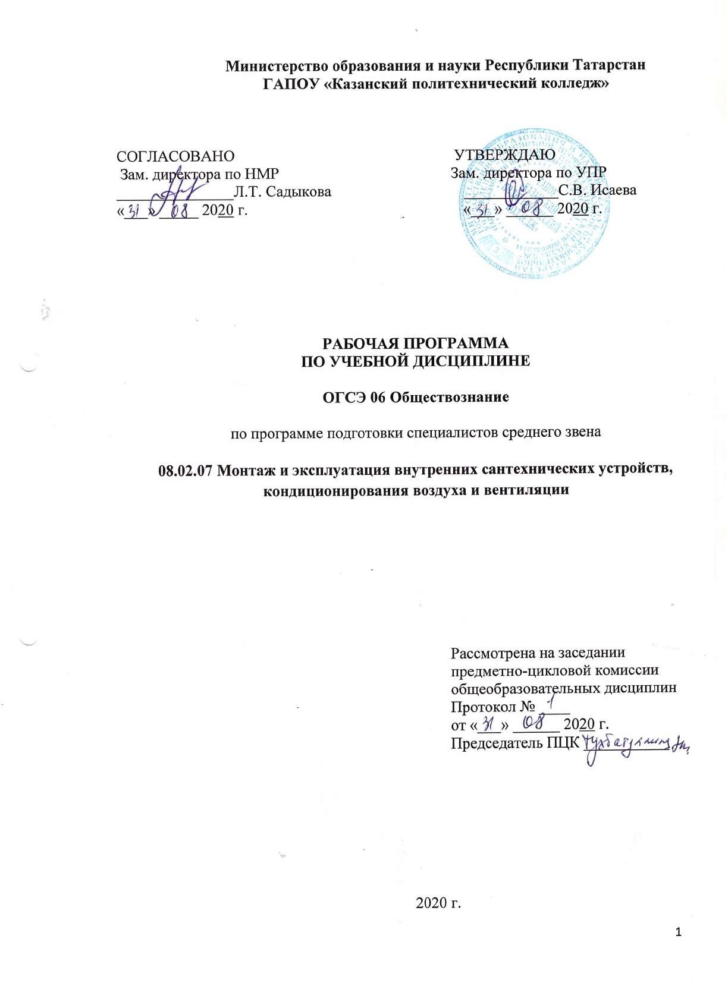 Министерство образования и науки Республики Татарстан
ГАПОУ «Казанский политехнический колледж»
СОГЛАСОВАНО
Зам. директора по НМР
_______________Л.Т. Садыкова
«31» 08 2020 г.
УТВЕРЖДАЮ
Зам. директора по УПР
____________С.В. Исаева
«31» 08 2020 г.
РАБОЧАЯ ПРОГРАММА
ПО УЧЕБНОЙ ДИСЦИПЛИНЕ
ОГСЭ 06 Обществознание
по программе подготовки специалистов среднего звена
08.02.07 Монтаж и эксплуатация внутренних сантехнических устройств,
кондиционирования воздуха и вентиляции
Рассмотрена на заседании
предметно-цикловой комиссии
общеобразовательных дисциплин
Протокол № 1
от «31» 08 2020 г.
Председатель ПЦК
2020 г.
1